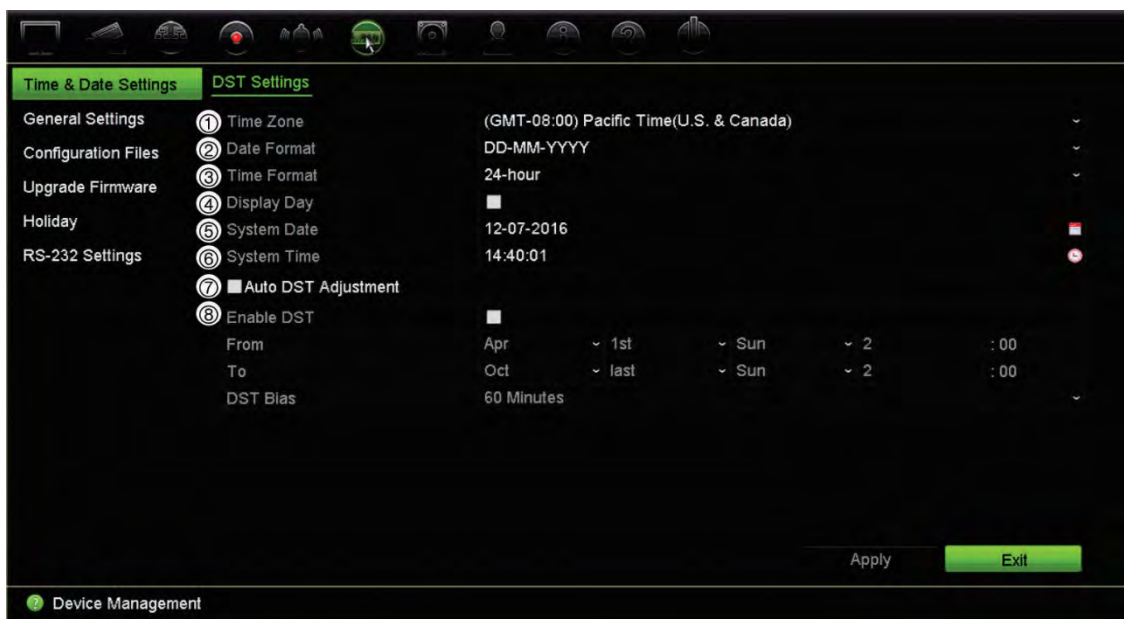 Time & Date Settings DST Settings
General Settings ① Time Zone (GMT-08:00) Pacific Time(U.S. & Canada)
Configuration Files ② Date Format DD-MM-YYYY
③ Time Format 24-hour
Upgrade Firmware
④ Display Day
Holiday ⑤ System Date 12-07-2016
RS-232 Settings ⑥ System Time 14:40:01
⑦ Auto DST Adjustment
⑧ Enable DST
From Apr 1st Sun 2 : 00
To Oct last Sun 2 : 00
DST Bias 60 Minutes
Apply Exit
? Device Management